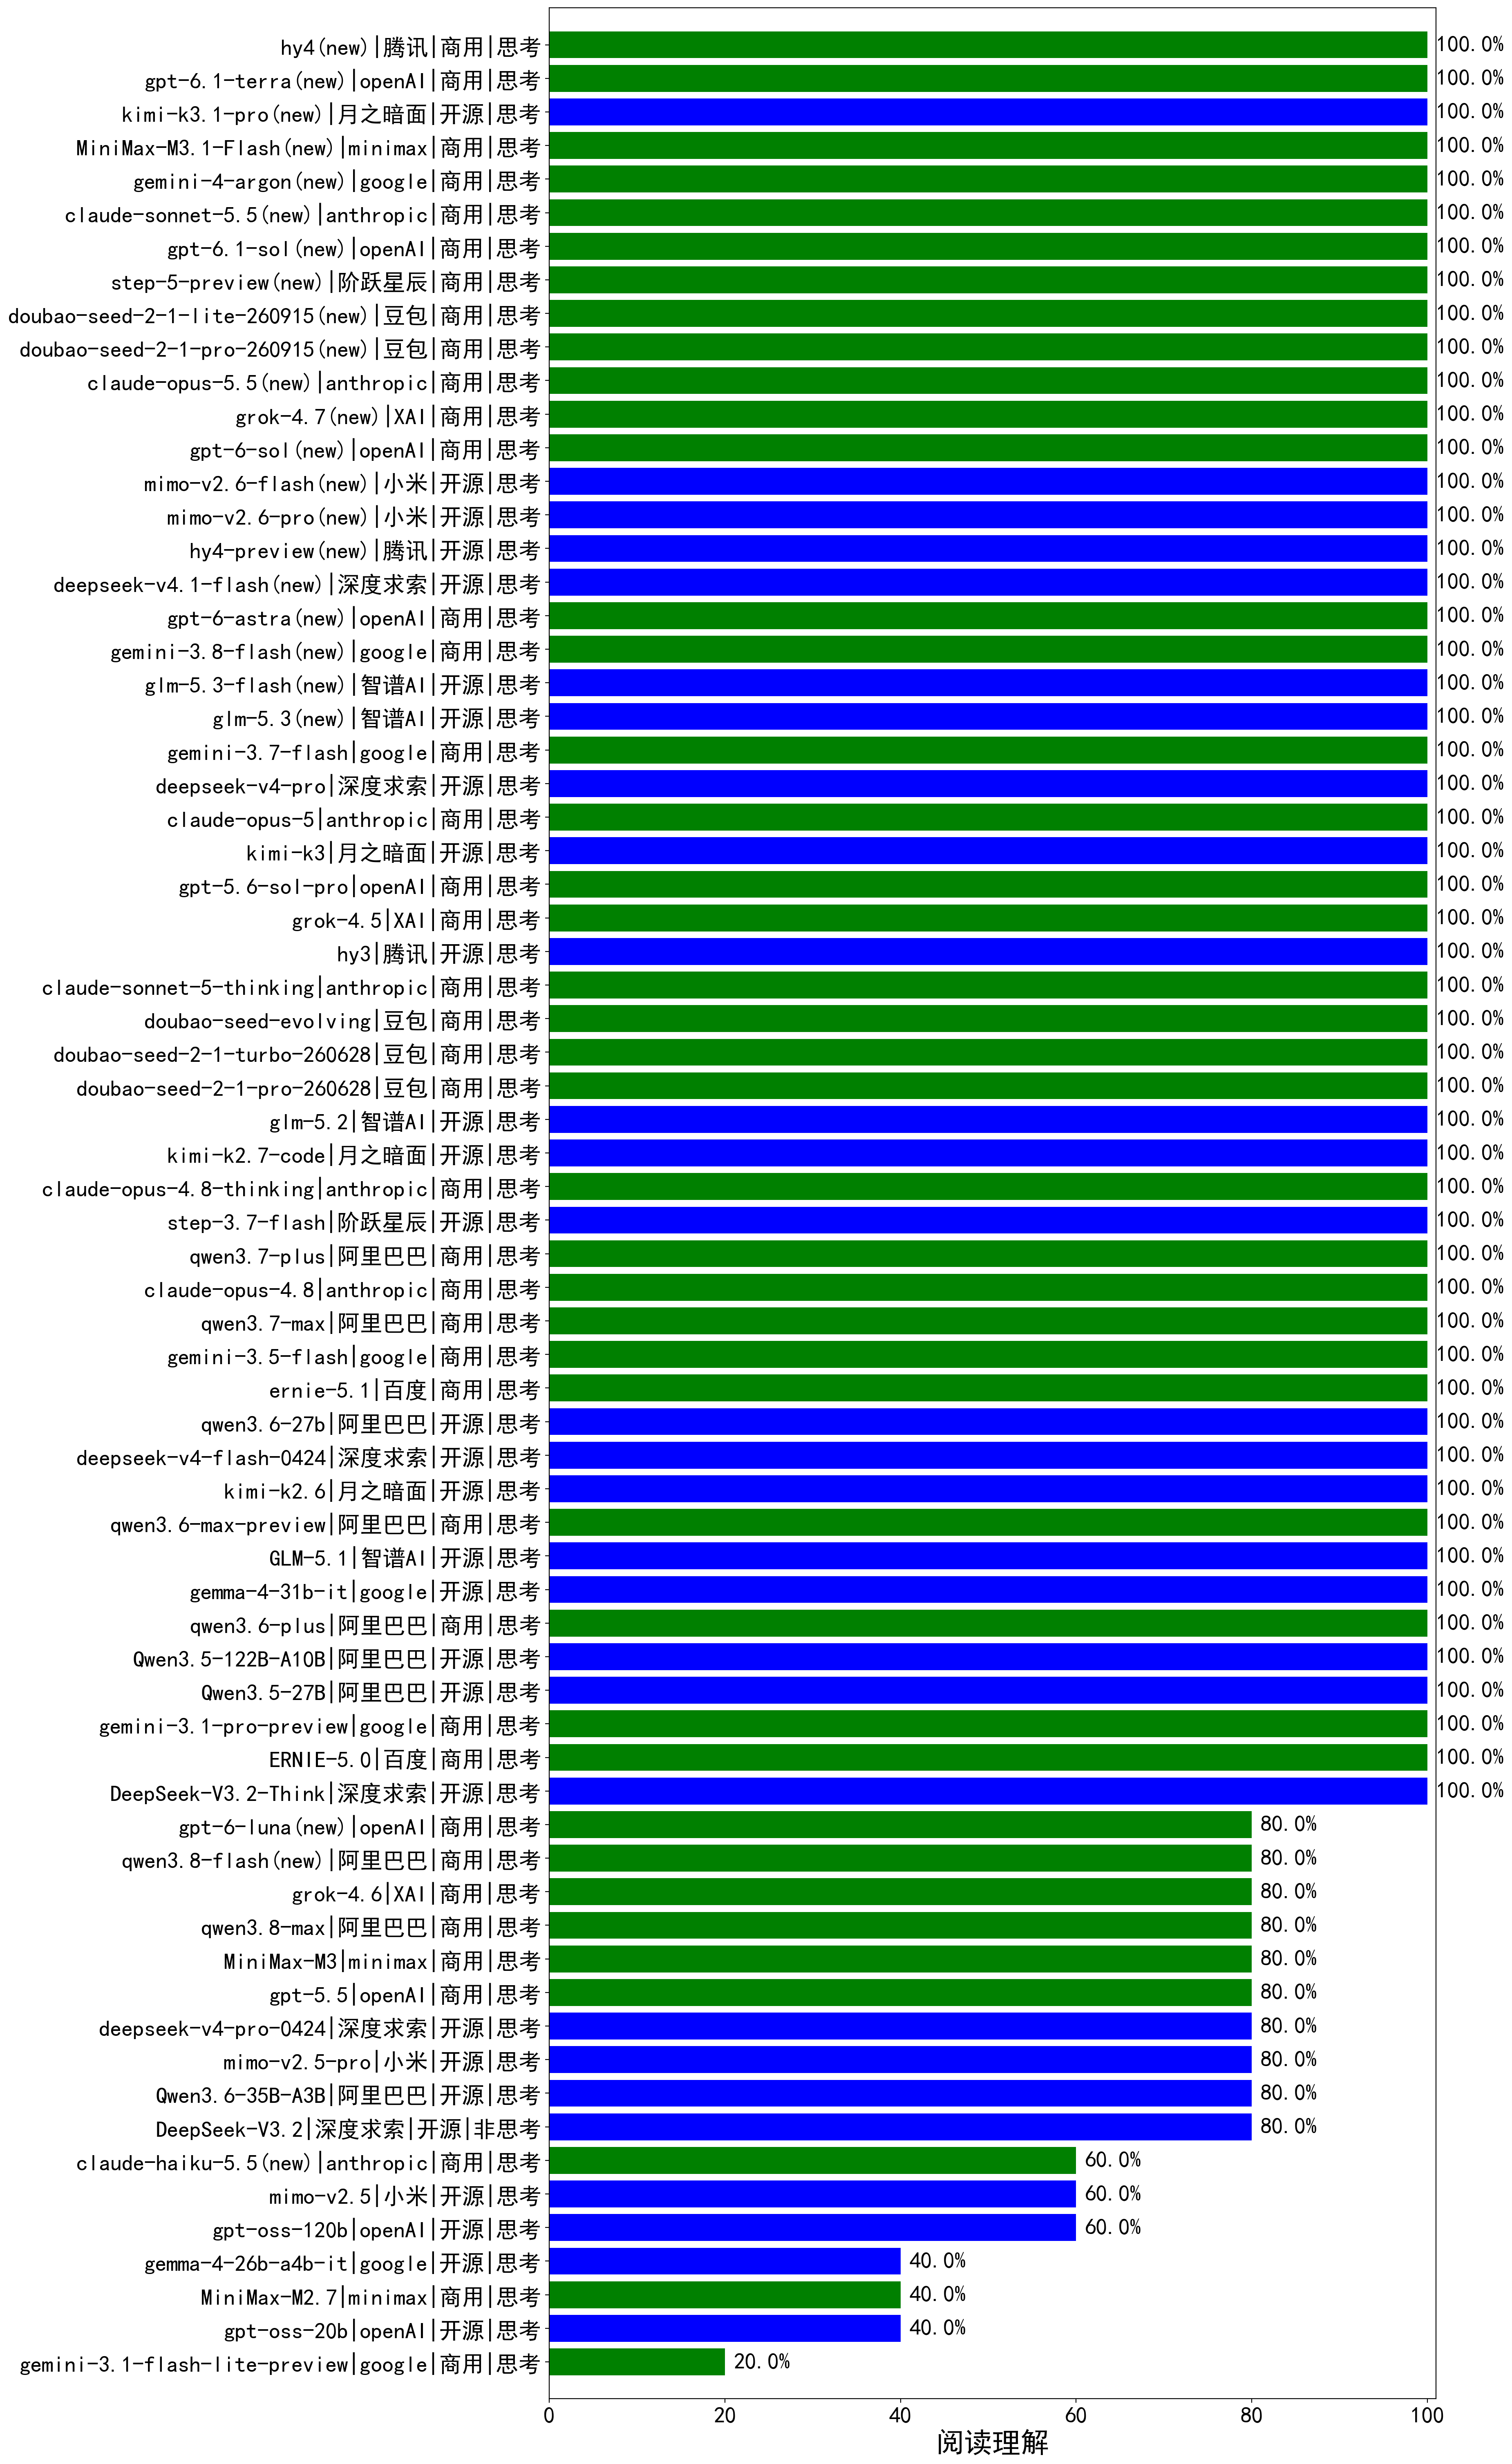 hy4(new)|腾讯|商用|思考 100.0%
gpt-6.1-terra(new)|openAI|商用|思考 100.0%
kimi-k3.1-pro(new)|月之暗面|开源|思考 100.0%
MiniMax-M3.1-Flash(new)|minimax|商用|思考 100.0%
gemini-4-argon(new)|google|商用|思考 100.0%
claude-sonnet-5.5(new)|anthropic|商用|思考 100.0%
gpt-6.1-sol(new)|openAI|商用|思考 100.0%
step-5-preview(new)|阶跃星辰|商用|思考 100.0%
doubao-seed-2-1-lite-260915(new)|豆包|商用|思考 100.0%
doubao-seed-2-1-pro-260915(new)|豆包|商用|思考 100.0%
claude-opus-5.5(new)|anthropic|商用|思考 100.0%
grok-4.7(new)|XAI|商用|思考 100.0%
gpt-6-sol(new)|openAI|商用|思考 100.0%
mimo-v2.6-flash(new)|小米|开源|思考 100.0%
mimo-v2.6-pro(new)|小米|开源|思考 100.0%
hy4-preview(new)|腾讯|开源|思考 100.0%
deepseek-v4.1-flash(new)|深度求索|开源|思考 100.0%
gpt-6-astra(new)|openAI|商用|思考 100.0%
gemini-3.8-flash(new)|google|商用|思考 100.0%
glm-5.3-flash(new)|智谱AI|开源|思考 100.0%
glm-5.3(new)|智谱AI|开源|思考 100.0%
gemini-3.7-flash|google|商用|思考 100.0%
deepseek-v4-pro|深度求索|开源|思考 100.0%
claude-opus-5|anthropic|商用|思考 100.0%
kimi-k3|月之暗面|开源|思考 100.0%
gpt-5.6-sol-pro|openAI|商用|思考 100.0%
grok-4.5|XAI|商用|思考 100.0%
hy3|腾讯|开源|思考 100.0%
claude-sonnet-5-thinking|anthropic|商用|思考 100.0%
doubao-seed-evolving|豆包|商用|思考 100.0%
doubao-seed-2-1-turbo-260628|豆包|商用|思考 100.0%
doubao-seed-2-1-pro-260628|豆包|商用|思考 100.0%
glm-5.2|智谱AI|开源|思考 100.0%
kimi-k2.7-code|月之暗面|开源|思考 100.0%
claude-opus-4.8-thinking|anthropic|商用|思考 100.0%
step-3.7-flash|阶跃星辰|开源|思考 100.0%
qwen3.7-plus|阿里巴巴|商用|思考 100.0%
claude-opus-4.8|anthropic|商用|思考 100.0%
qwen3.7-max|阿里巴巴|商用|思考 100.0%
gemini-3.5-flash|google|商用|思考 100.0%
ernie-5.1|百度|商用|思考 100.0%
qwen3.6-27b|阿里巴巴|开源|思考 100.0%
deepseek-v4-flash-0424|深度求索|开源|思考 100.0%
kimi-k2.6|月之暗面|开源|思考 100.0%
qwen3.6-max-preview|阿里巴巴|商用|思考 100.0%
GLM-5.1|智谱AI|开源|思考 100.0%
gemma-4-31b-it|google|开源|思考 100.0%
qwen3.6-plus|阿里巴巴|商用|思考 100.0%
Qwen3.5-122B-A10B|阿里巴巴|开源|思考 100.0%
Qwen3.5-27B|阿里巴巴|开源|思考 100.0%
gemini-3.1-pro-preview|google|商用|思考 100.0%
ERNIE-5.0|百度|商用|思考 100.0%
DeepSeek-V3.2-Think|深度求索|开源|思考 100.0%
gpt-6-luna(new)|openAI|商用|思考 80.0%
qwen3.8-flash(new)|阿里巴巴|商用|思考 80.0%
grok-4.6|XAI|商用|思考 80.0%
qwen3.8-max|阿里巴巴|商用|思考 80.0%
MiniMax-M3|minimax|商用|思考 80.0%
gpt-5.5|openAI|商用|思考 80.0%
deepseek-v4-pro-0424|深度求索|开源|思考 80.0%
mimo-v2.5-pro|小米|开源|思考 80.0%
Qwen3.6-35B-A3B|阿里巴巴|开源|思考 80.0%
DeepSeek-V3.2|深度求索|开源|非思考 80.0%
claude-haiku-5.5(new)|anthropic|商用|思考 60.0%
mimo-v2.5|小米|开源|思考 60.0%
gpt-oss-120b|openAI|开源|思考 60.0%
gemma-4-26b-a4b-it|google|开源|思考 40.0%
MiniMax-M2.7|minimax|商用|思考 40.0%
gpt-oss-20b|openAI|开源|思考 40.0%
gemini-3.1-flash-lite-preview|google|商用|思考 20.0%
0 20 40 60 80 100
阅读理解